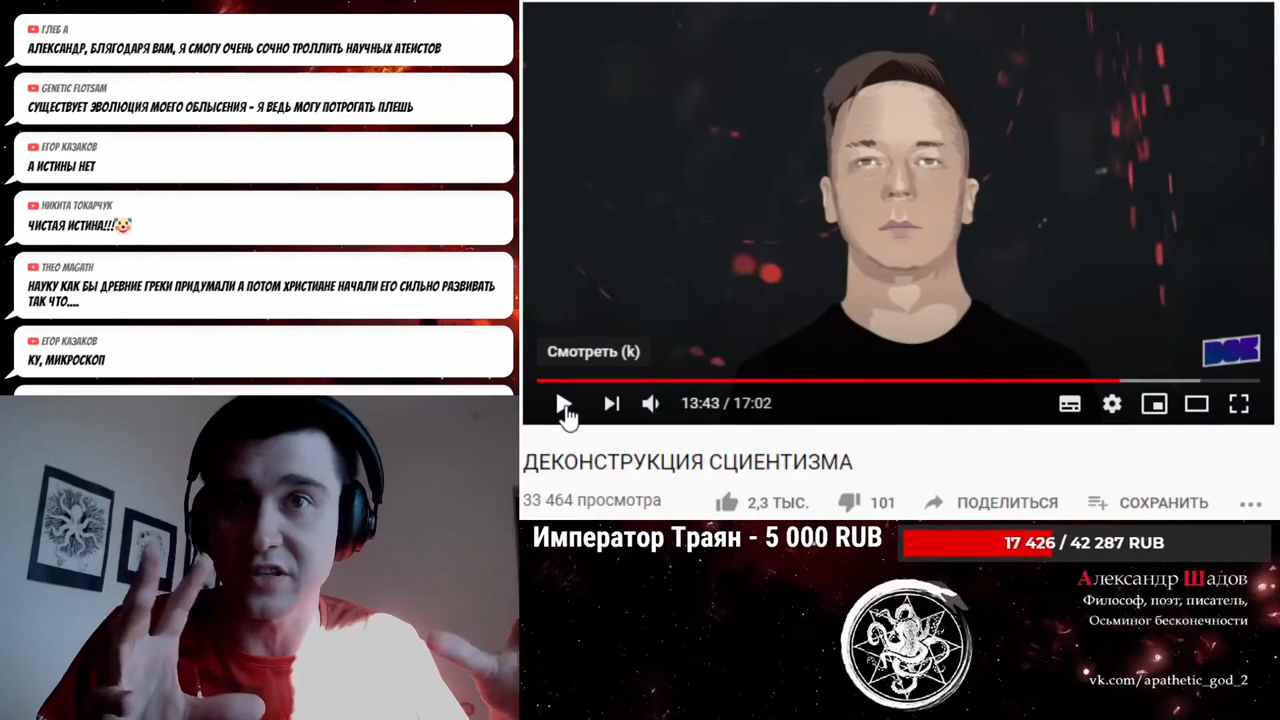 ГЛЕБ А
АЛЕКСАНДР, БЛЯГОДАРЯ ВАМ, Я СМОГУ ОЧЕНЬ СОЧНО ТРОЛЛИТЬ НАУЧНЫХ АТЕИСТОВ
GENETIC FLOTSAM
СУЩЕСТВУЕТ ЭВОЛЮЦИЯ МОЕГО ОБЛЫСЕНИЯ - Я ВЕДЬ МОГУ ПОТРОГАТЬ ПЛЕШЬ
ЕГОР КАЗАКОВ
А ИСТИНЫ НЕТ
НИКИТА ТОКАРЧУК
ЧИСТАЯ ИСТИНА!!!🤡
THEO MAGATH
НАУКУ КАК БЫ ДРЕВНИЕ ГРЕКИ ПРИДУМАЛИ А ПОТОМ ХРИСТИАНЕ НАЧАЛИ ЕГО СИЛЬНО РАЗВИВАТЬ
ТАК ЧТО....
ЕГОР КАЗАКОВ
КУ, МИКРОСКОП
Смотреть (k)
13:43 / 17:02
ДЕКОНСТРУКЦИЯ СЦИЕНТИЗМА
33 464 просмотра
2,3 ТЫС.
101
ПОДЕЛИТЬСЯ
СОХРАНИТЬ
Император Траян - 5 000 RUB
17 426 / 42 287 RUB
Александр Шадов
Философ, поэт, писатель,
Осьминог бесконечности
vk.com/apathetic_god_2